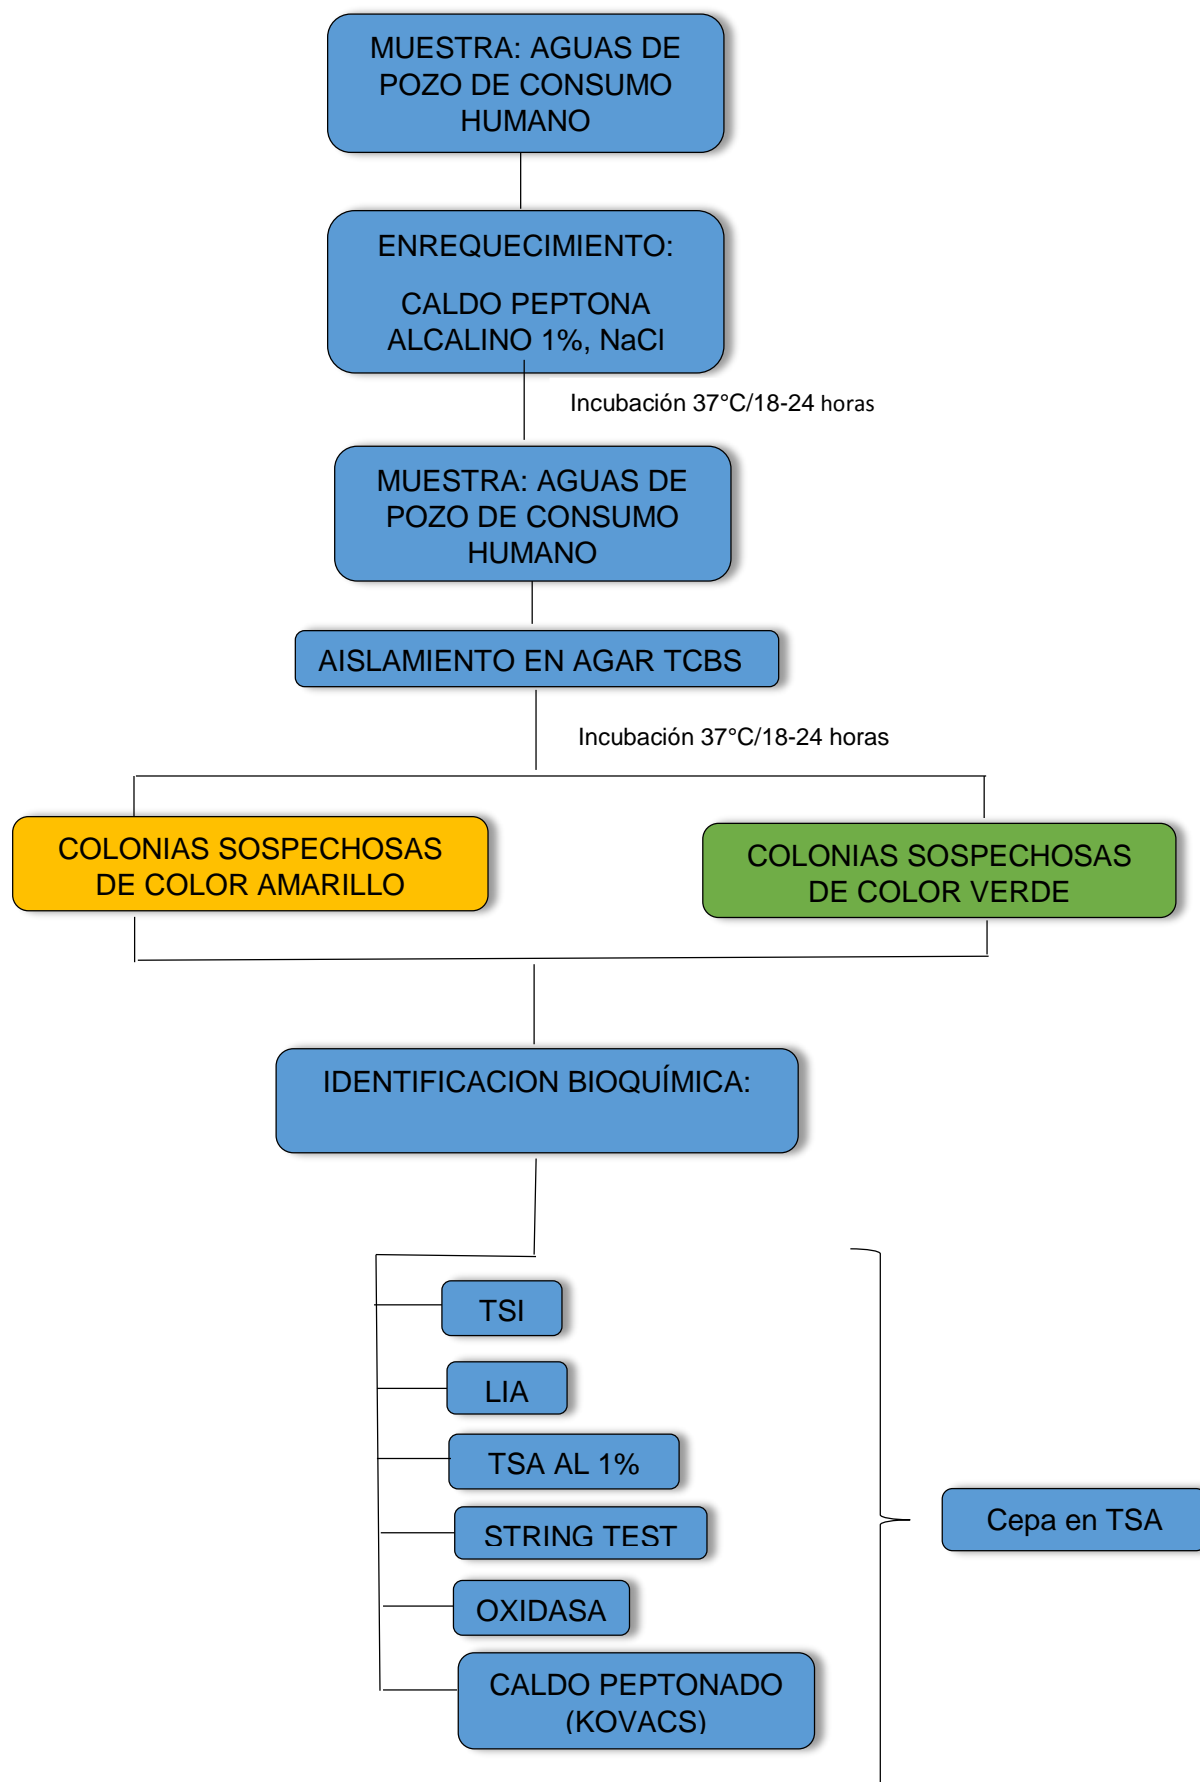 MUESTRA: AGUAS DE
POZO DE CONSUMO
HUMANO
ENREQUECIMIENTO:
CALDO PEPTONA
ALCALINO 1%, NaCl
Incubación 37°C/18-24 horas
MUESTRA: AGUAS DE
POZO DE CONSUMO
HUMANO
AISLAMIENTO EN AGAR TCBS
Incubación 37°C/18-24 horas
COLONIAS SOSPECHOSAS
DE COLOR AMARILLO
COLONIAS SOSPECHOSAS
DE COLOR VERDE
IDENTIFICACION BIOQUÍMICA:
TSI
LIA
TSA AL 1%
STRING TEST
OXIDASA
CALDO PEPTONADO
(KOVACS)
Cepa en TSA